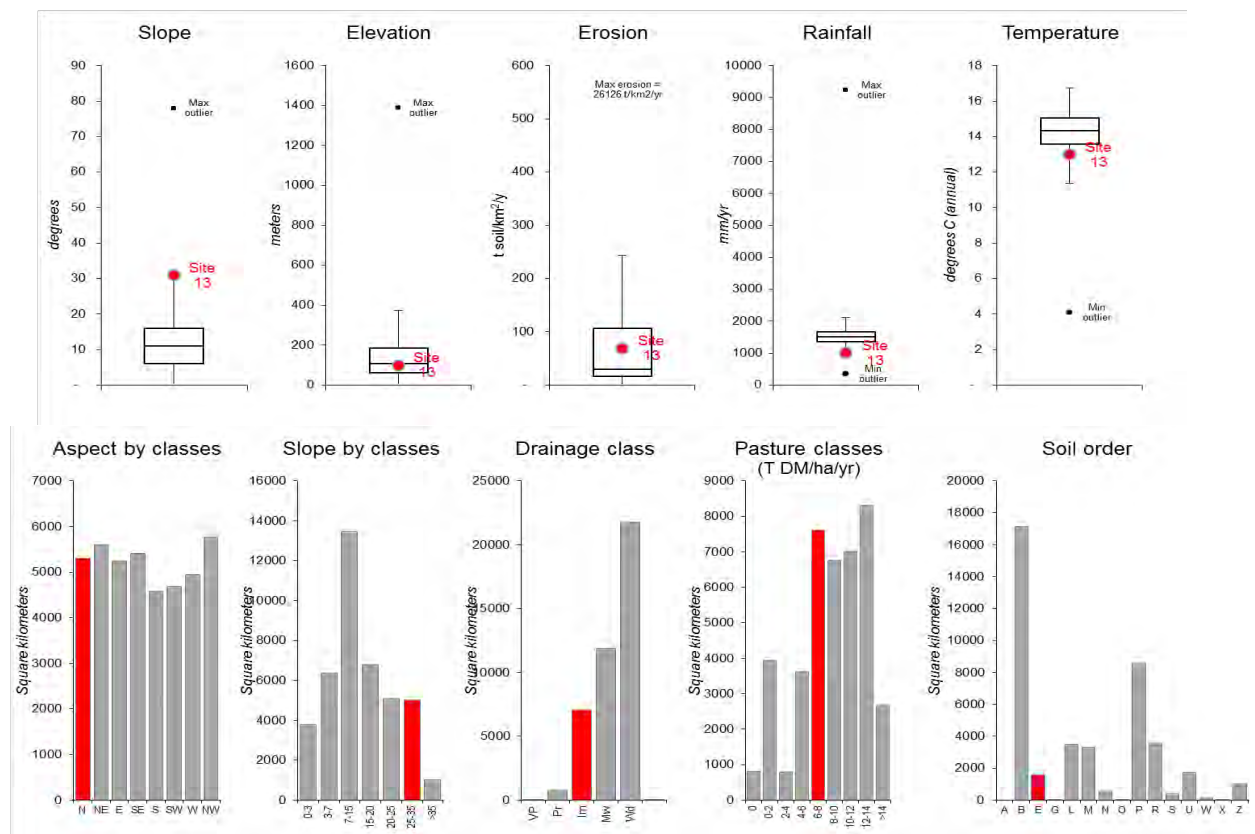 Slope
Elevation
Erosion
Rainfall
Temperature
degrees
90
80
70
60
50
40
30
20
10
-
Max
outlier
Site
13
meters
1600
1400
1200
1000
800
600
400
200
0
Max
outlier
Site
13
t soil/km²/y
600
500
400
300
200
100
-
Max erosion =
26126 t/km2/yr
Site
13
mm/yr
10000
9000
8000
7000
6000
5000
4000
3000
2000
1000
0
Max
outlier
Site
13
Min
outlier
degrees C (annual)
18
16
14
12
10
8
6
4
2
-
Site
13
Min
outlier
Aspect by classes
Slope by classes
Drainage class
Pasture classes
(T DM/ha/yr)
Soil order
Square kilometers
7000
6000
5000
4000
3000
2000
1000
0
N NE E SE S SW W NW
Square kilometers
16000
14000
12000
10000
8000
6000
4000
2000
0
0-3 3-7 7-15 15-20 20-25 25-35 >35
Square kilometers
25000
20000
15000
10000
5000
0
VP Pr Im Mw Wd
Square kilometers
9000
8000
7000
6000
5000
4000
3000
2000
1000
0
0 0-2 2-4 4-6 6-8 8-10 10-12 12-14 >14
Square kilometers
20000
18000
16000
14000
12000
10000
8000
6000
4000
2000
0
A B E G L M N O P R S U W X Z